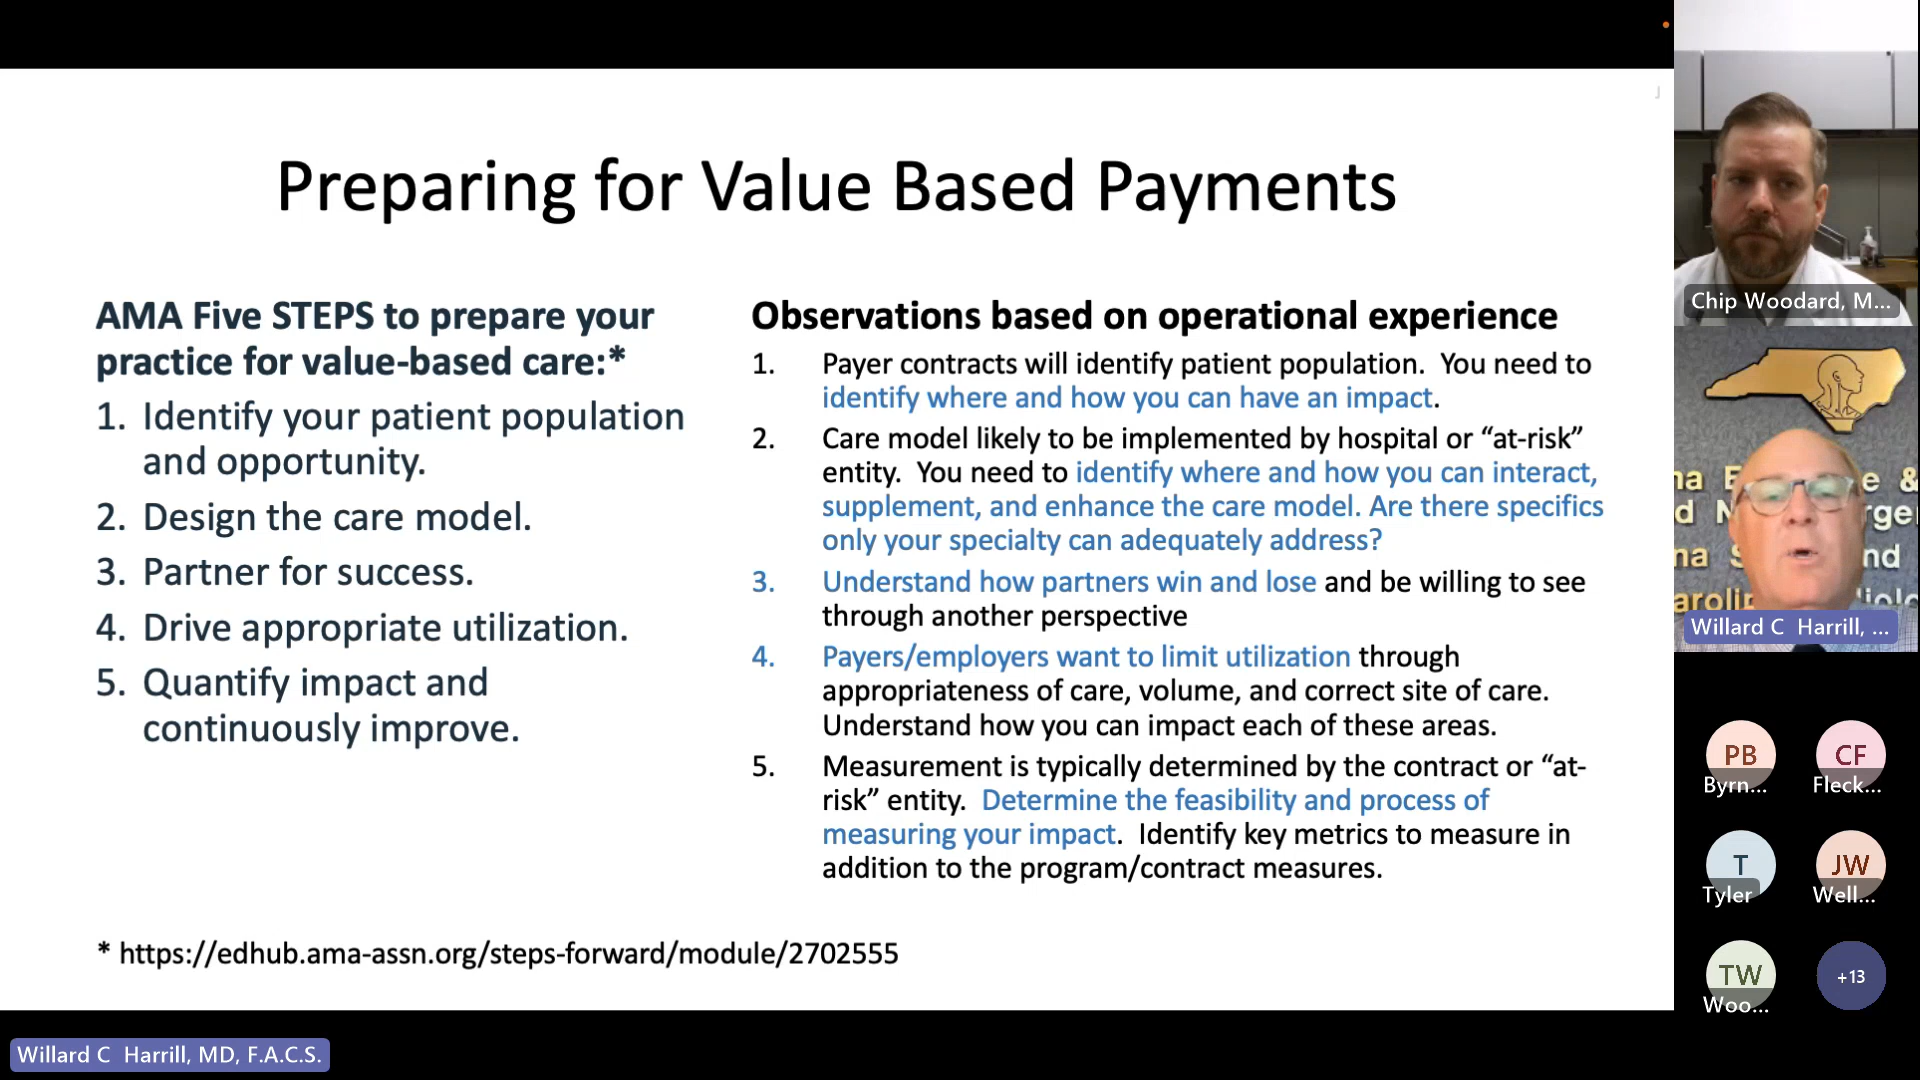 Preparing for Value Based Payments
AMA Five STEPS to prepare your
practice for value-based care:*
1. Identify your patient population
and opportunity.
2. Design the care model.
3. Partner for success.
4. Drive appropriate utilization.
5. Quantify impact and
continuously improve.
Observations based on operational experience
1. Payer contracts will identify patient population. You need to
identify where and how you can have an impact.
2. Care model likely to be implemented by hospital or “at-risk”
entity. You need to identify where and how you can interact,
supplement, and enhance the care model. Are there specifics
only your specialty can adequately address?
3. Understand how partners win and lose and be willing to see
through another perspective
4. Payers/employers want to limit utilization through
appropriateness of care, volume, and correct site of care.
Understand how you can impact each of these areas.
5. Measurement is typically determined by the contract or “at-
risk” entity. Determine the feasibility and process of
measuring your impact. Identify key metrics to measure in
addition to the program/contract measures.
* https://edhub.ama-assn.org/steps-forward/module/2702555
Willard C Harrill, MD, F.A.C.S.
Chip Woodard, M...
Willard C Harrill, ...
PB
Byrn...
CF
Fleck...
T
Tyler
JW
Well...
TW
Woo...
+13